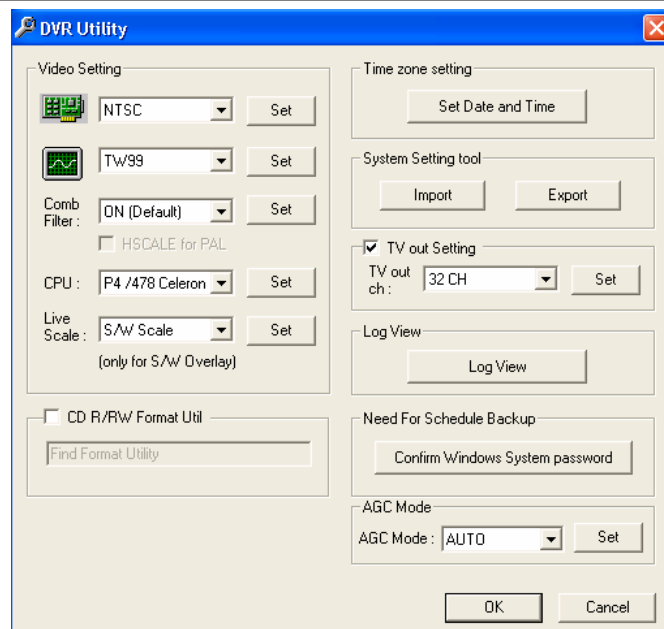 DVR Utility
Video Setting
NTSC
Set
TW99
Set
Comb
Filter :
ON (Default)
Set
HSCALE for PAL
CPU :
P4 /478 Celeron
Set
Live
Scale :
S/W Scale
Set
(only for S/W Overlay)
CD R/RW Format Util
Find Format Utility
Time zone setting
Set Date and Time
System Setting tool
Import
Export
TV out Setting
TV out
ch :
32 CH
Set
Log View
Log View
Need For Schedule Backup
Confirm Windows System password
AGC Mode
AGC Mode :
AUTO
Set
OK
Cancel